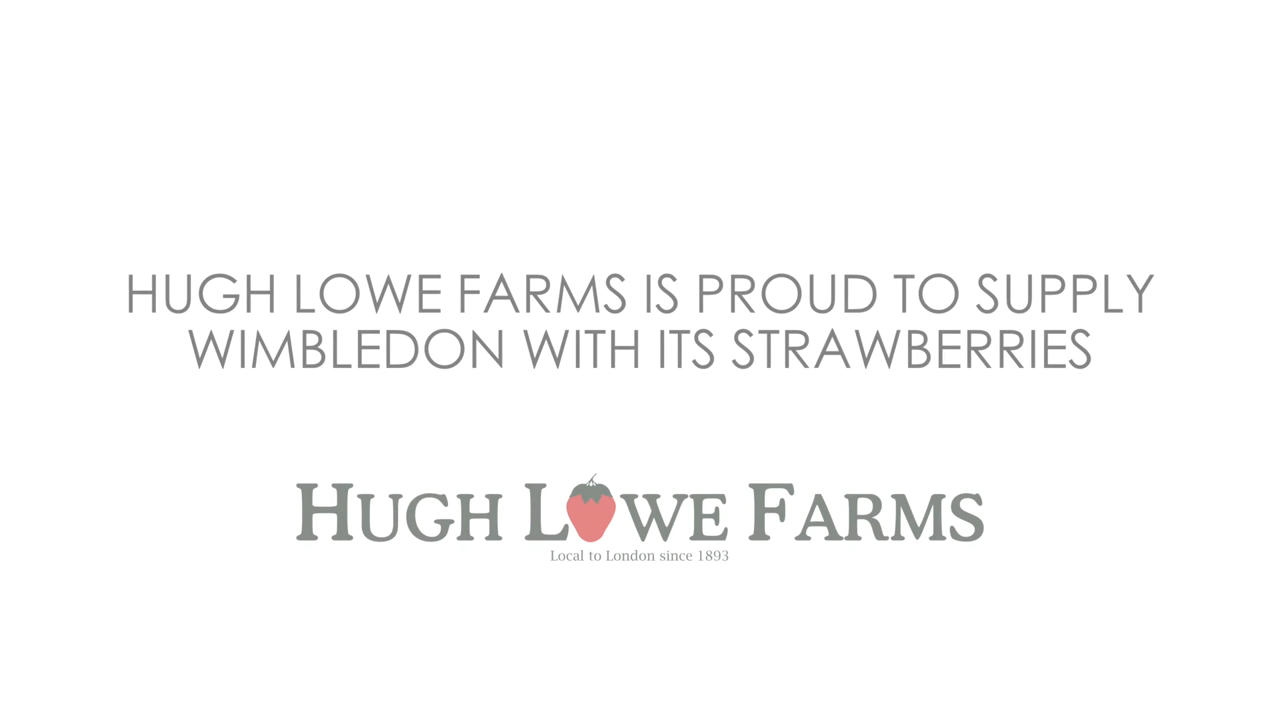 HUGH LOWE FARMS IS PROUD TO SUPPLY
WIMBLEDON WITH ITS STRAWBERRIES
HUGH LOWE FARMS
Local to London since 1893